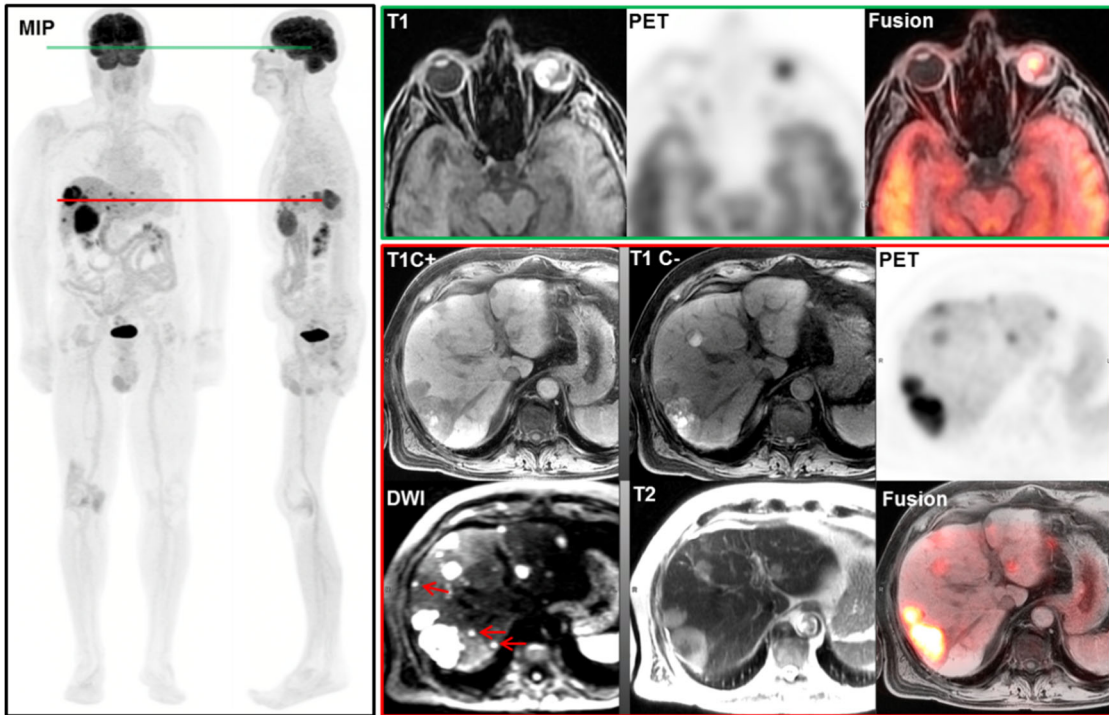 MIP
T1
PET
Fusion
T1C+
T1 C-
PET
DWI
T2
Fusion